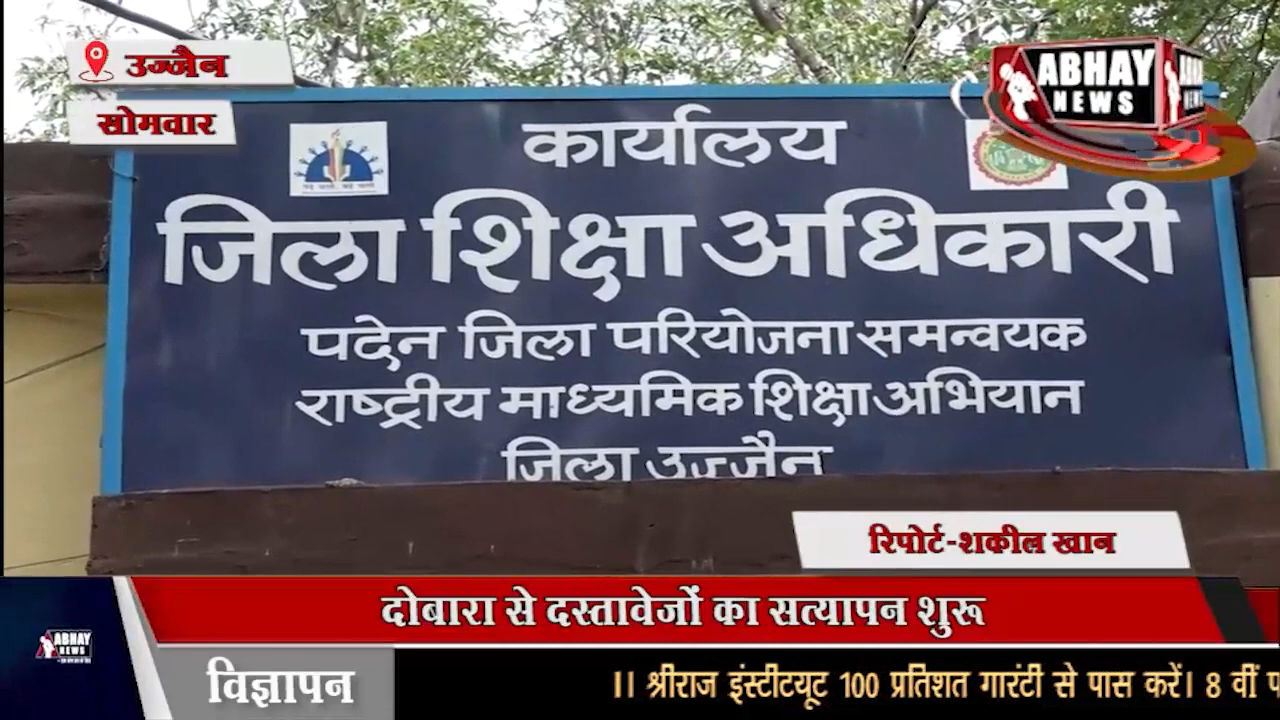 उज्जैन
सोमवार
ABHAY
NEWS
कार्यालय
जिला शिक्षा अधिकारी
पदेन जिला परियोजना समन्वयक
राष्ट्रीय माध्यमिक शिक्षा अभियान
जिला उज्जैन
रिपोर्ट-शकील खान
दोबारा से दस्तावेजों का सत्यापन शुरू
ABHAY
NEWS
विज्ञापन
।। श्रीराज इंस्टीटयूट 100 प्रतिशत गारंटी से पास करें। 8 वीं